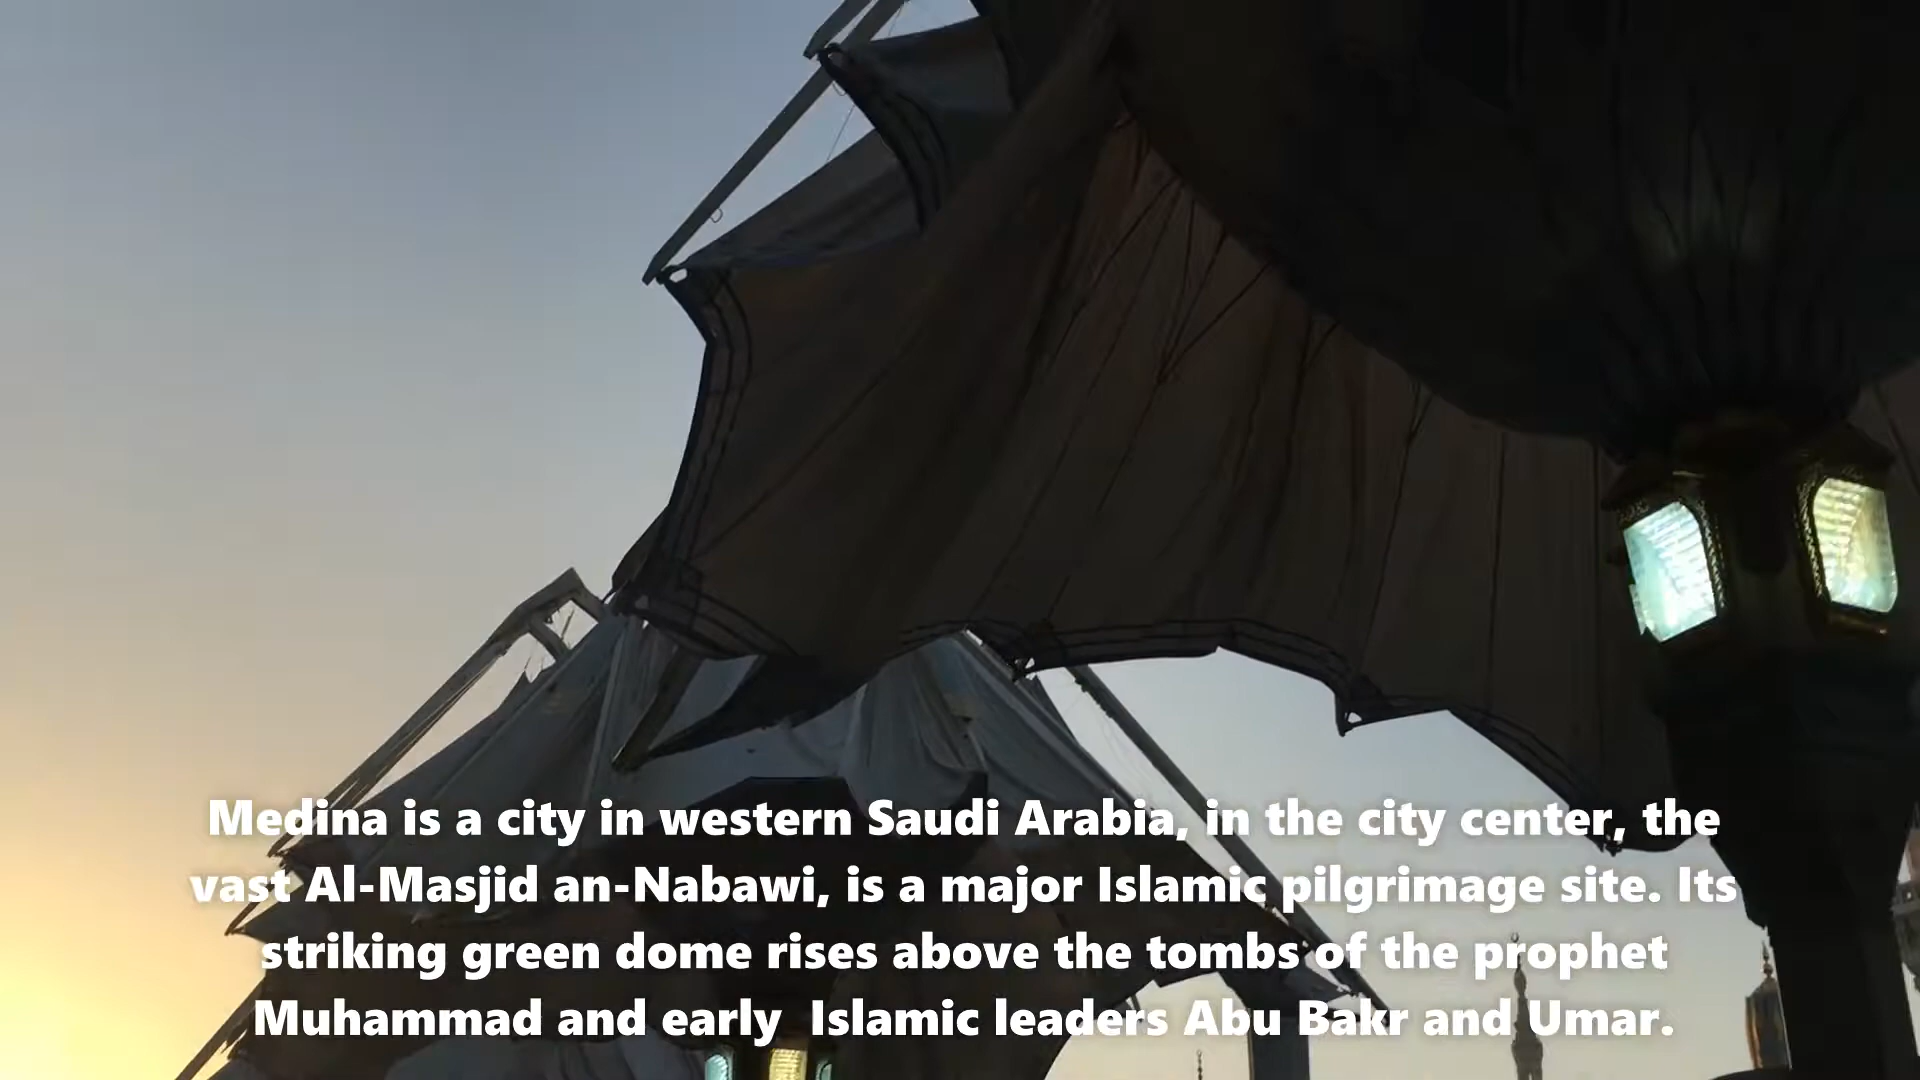 Medina is a city in western Saudi Arabia, in the city center, the
vast Al-Masjid an-Nabawi, is a major Islamic pilgrimage site. Its
striking green dome rises above the tombs of the prophet
Muhammad and early  Islamic leaders Abu Bakr and Umar.